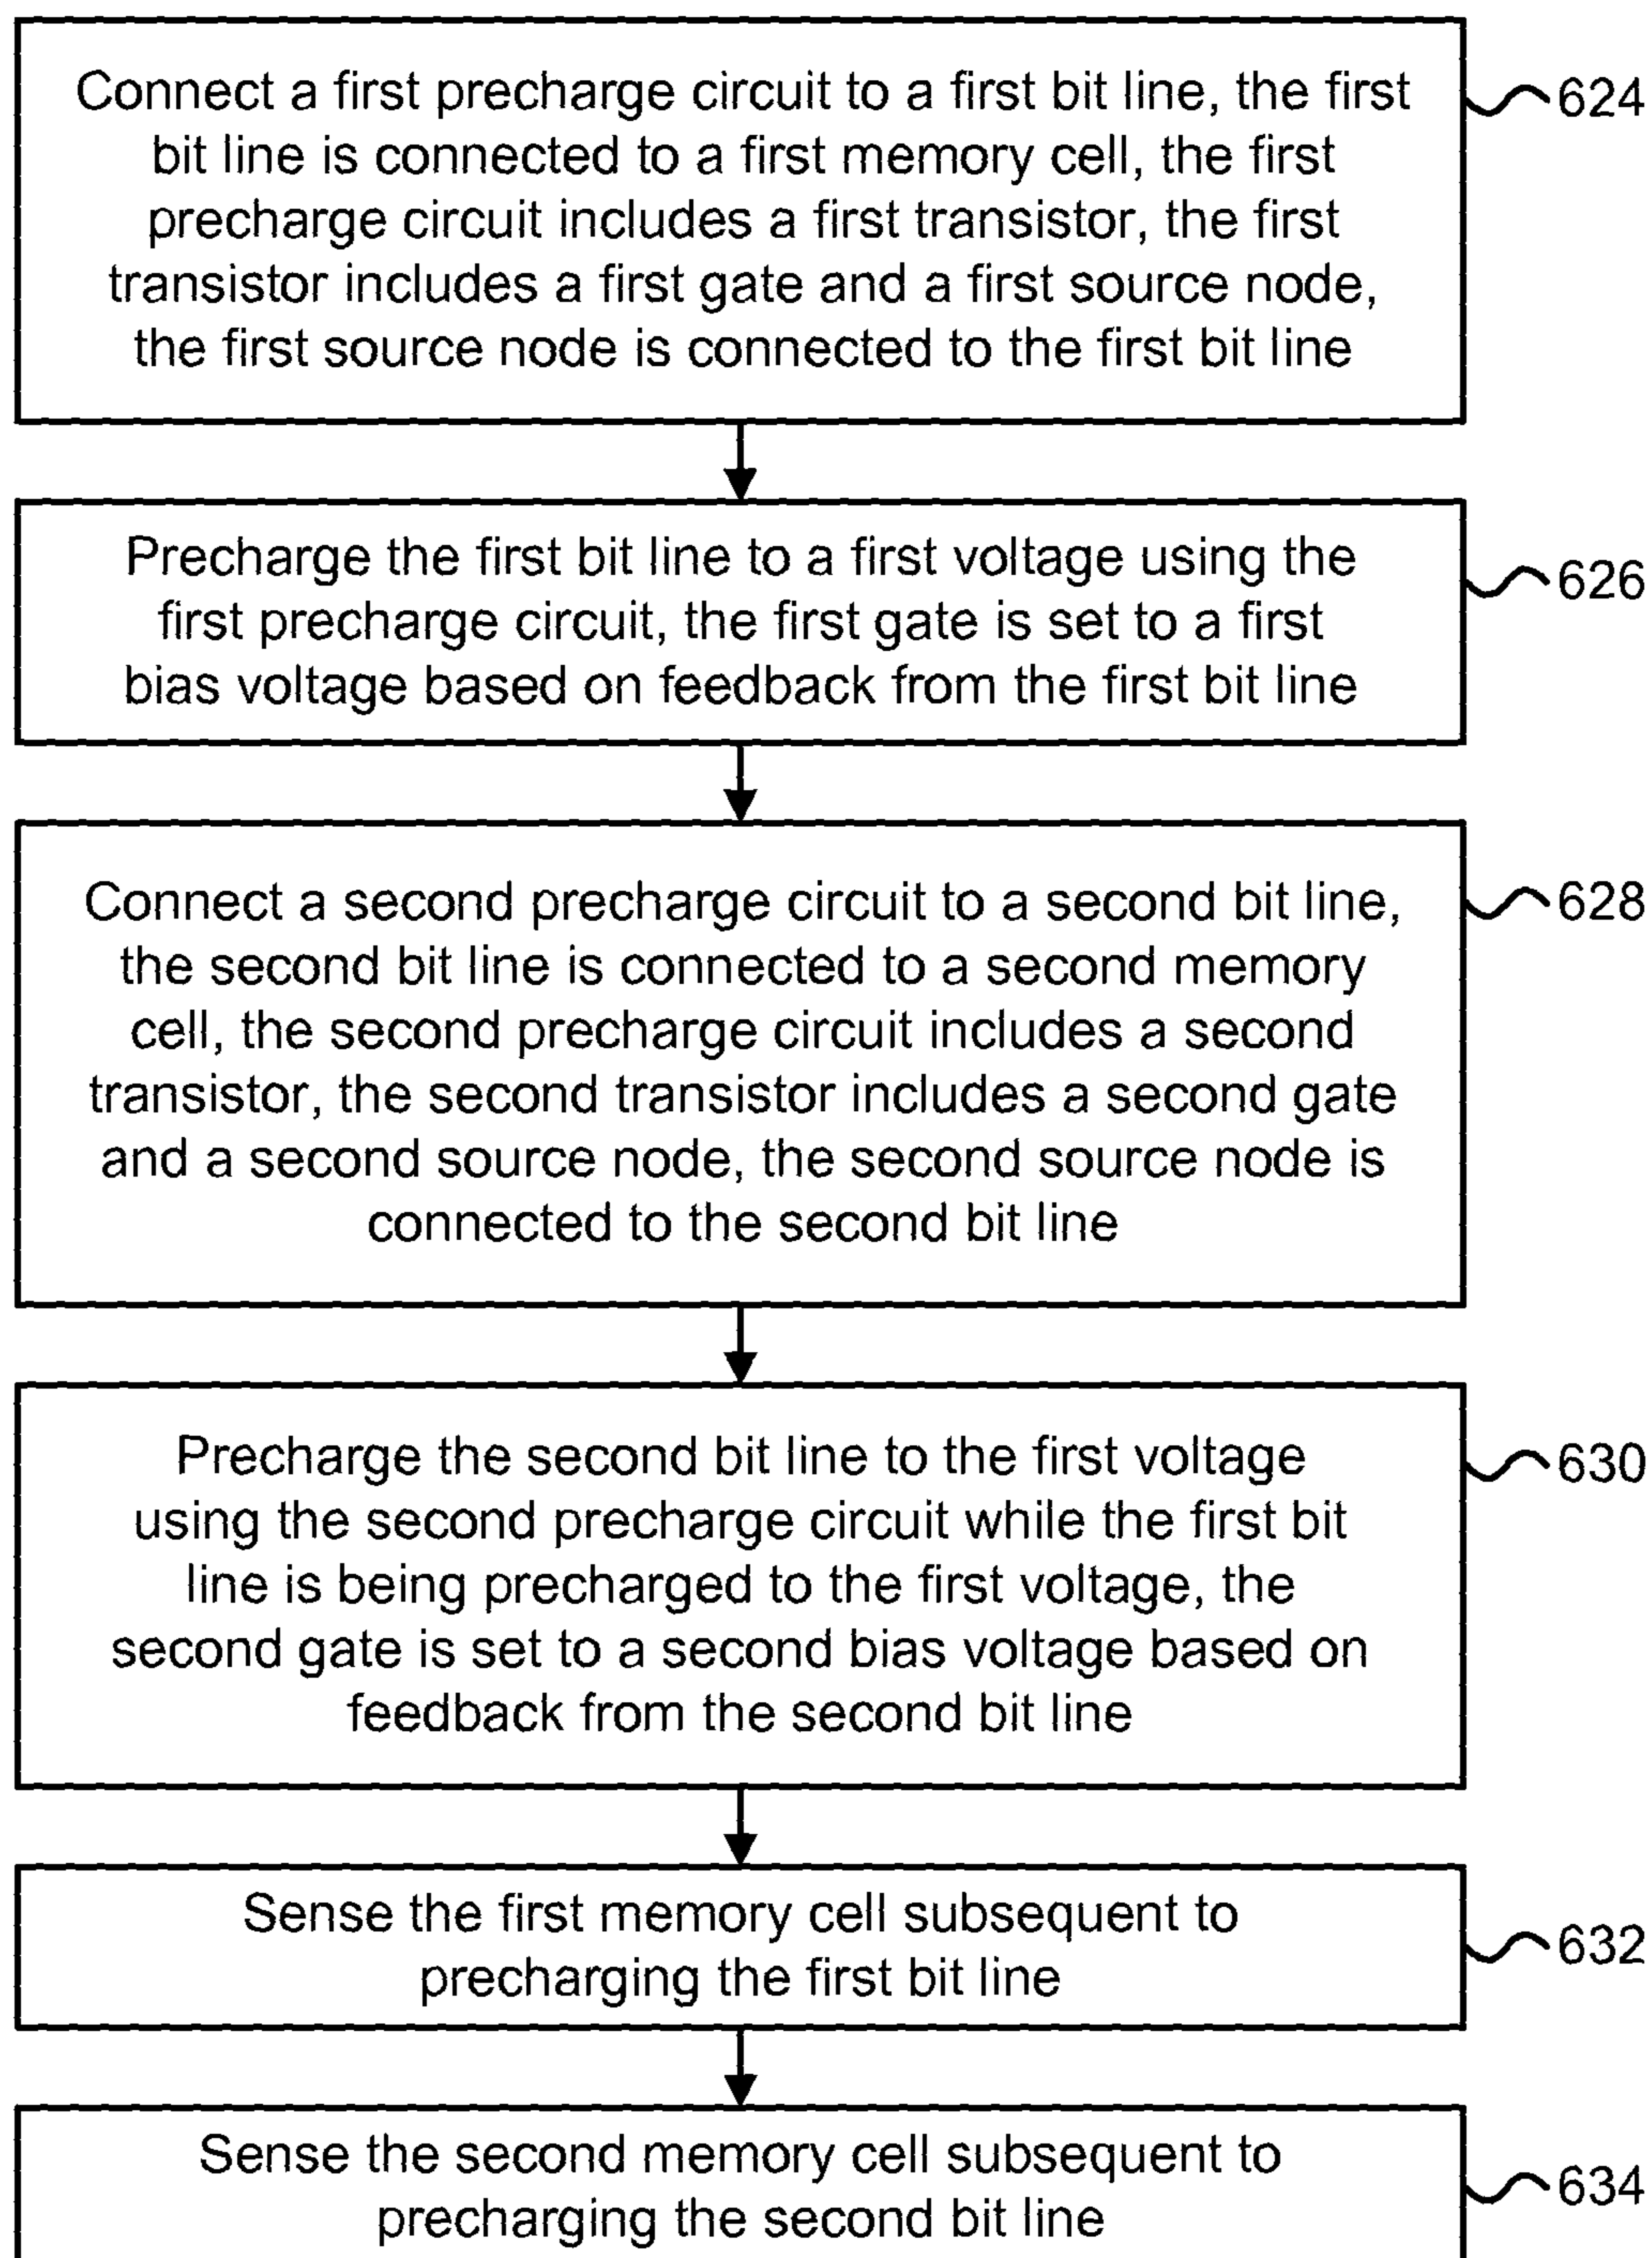 Connect a first precharge circuit to a first bit line, the first
bit line is connected to a first memory cell, the first
precharge circuit includes a first transistor, the first
transistor includes a first gate and a first source node,
the first source node is connected to the first bit line
624
Precharge the first bit line to a first voltage using the
first precharge circuit, the first gate is set to a first
bias voltage based on feedback from the first bit line
626
Connect a second precharge circuit to a second bit line,
the second bit line is connected to a second memory
cell, the second precharge circuit includes a second
transistor, the second transistor includes a second gate
and a second source node, the second source node is
connected to the second bit line
628
Precharge the second bit line to the first voltage
using the second precharge circuit while the first bit
line is being precharged to the first voltage, the
second gate is set to a second bias voltage based on
feedback from the second bit line
630
Sense the first memory cell subsequent to
precharging the first bit line
632
Sense the second memory cell subsequent to
precharging the second bit line
634